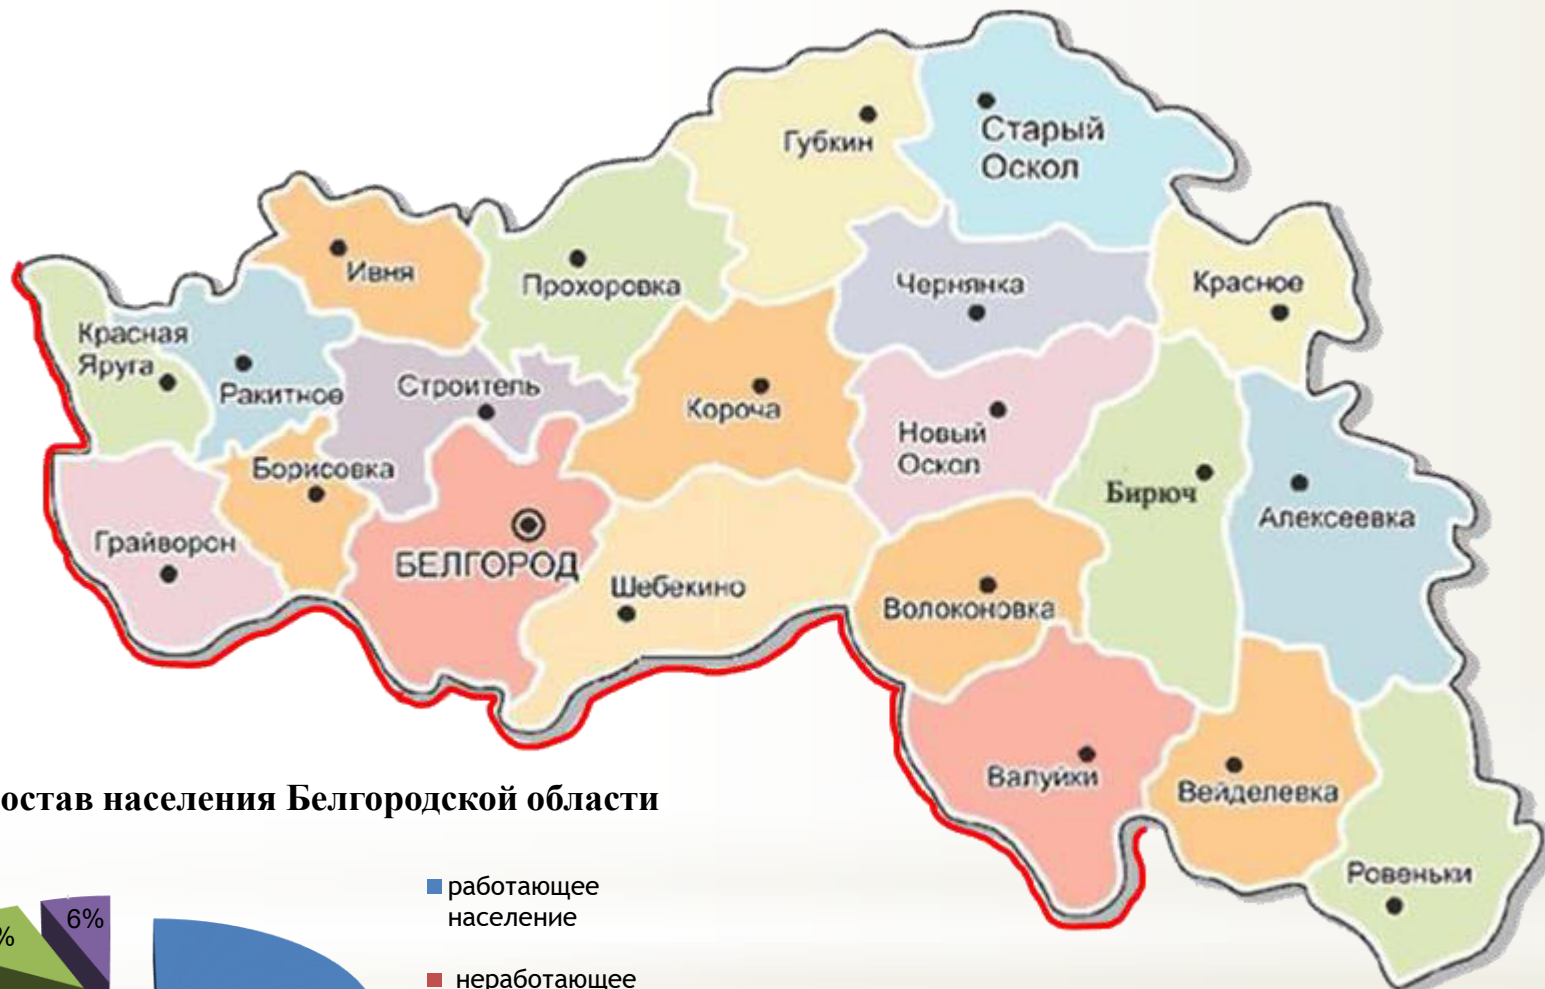 Губкин
Старый
Оскол
Ивня
Прохоровка
Чернянка
Красное
Красная
Яруга
Ракитное
Строитель
Короча
Новый
Оскол
Борисовка
Бирюч
Алексеевка
Грайворон
БЕЛГОРОД
Шебекино
Волоконовка
Валуйки
Вейделевка
Ровеньки
остав населения Белгородской области
6%
%
работающее
население
неработающее